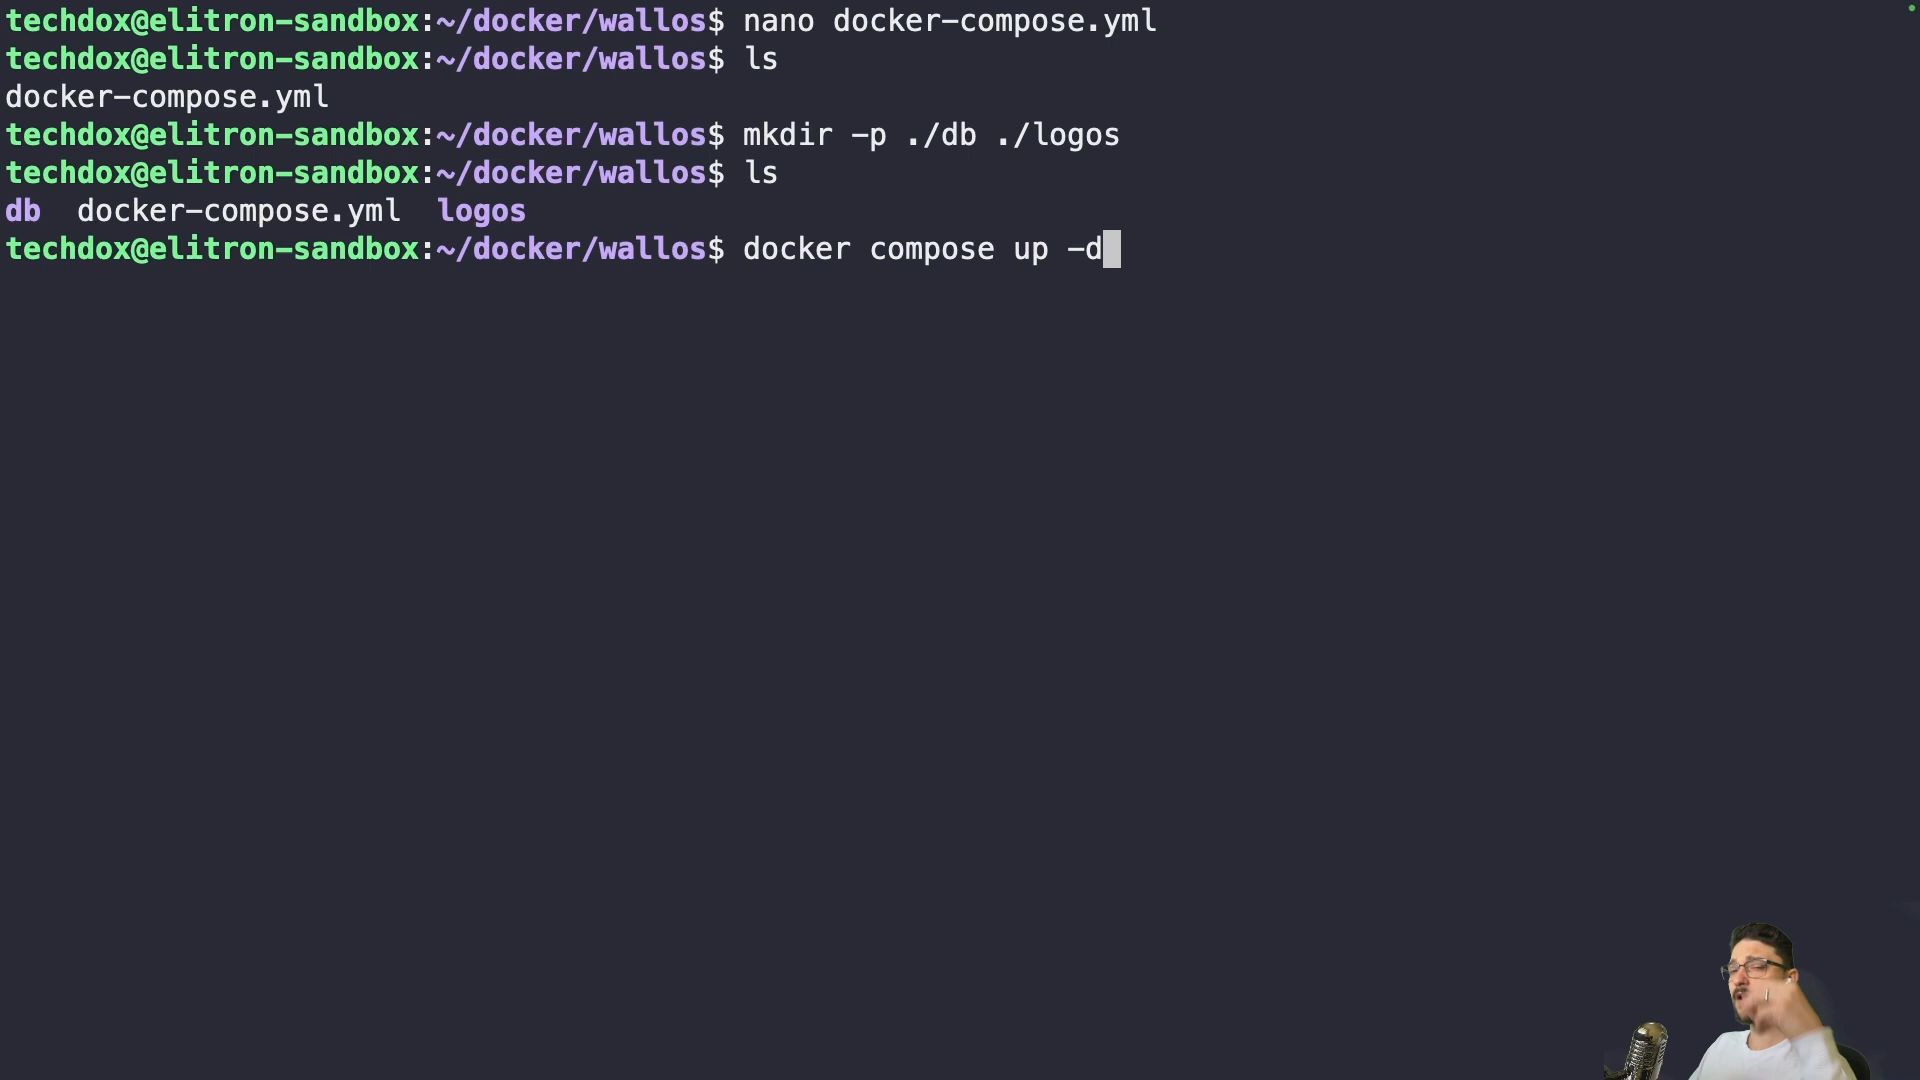 techdox@elitron-sandbox:~/docker/wallos$ nano docker-compose.yml
techdox@elitron-sandbox:~/docker/wallos$ ls
docker-compose.yml
techdox@elitron-sandbox:~/docker/wallos$ mkdir -p ./db ./logos
techdox@elitron-sandbox:~/docker/wallos$ ls
db  docker-compose.yml  logos
techdox@elitron-sandbox:~/docker/wallos$ docker compose up -d